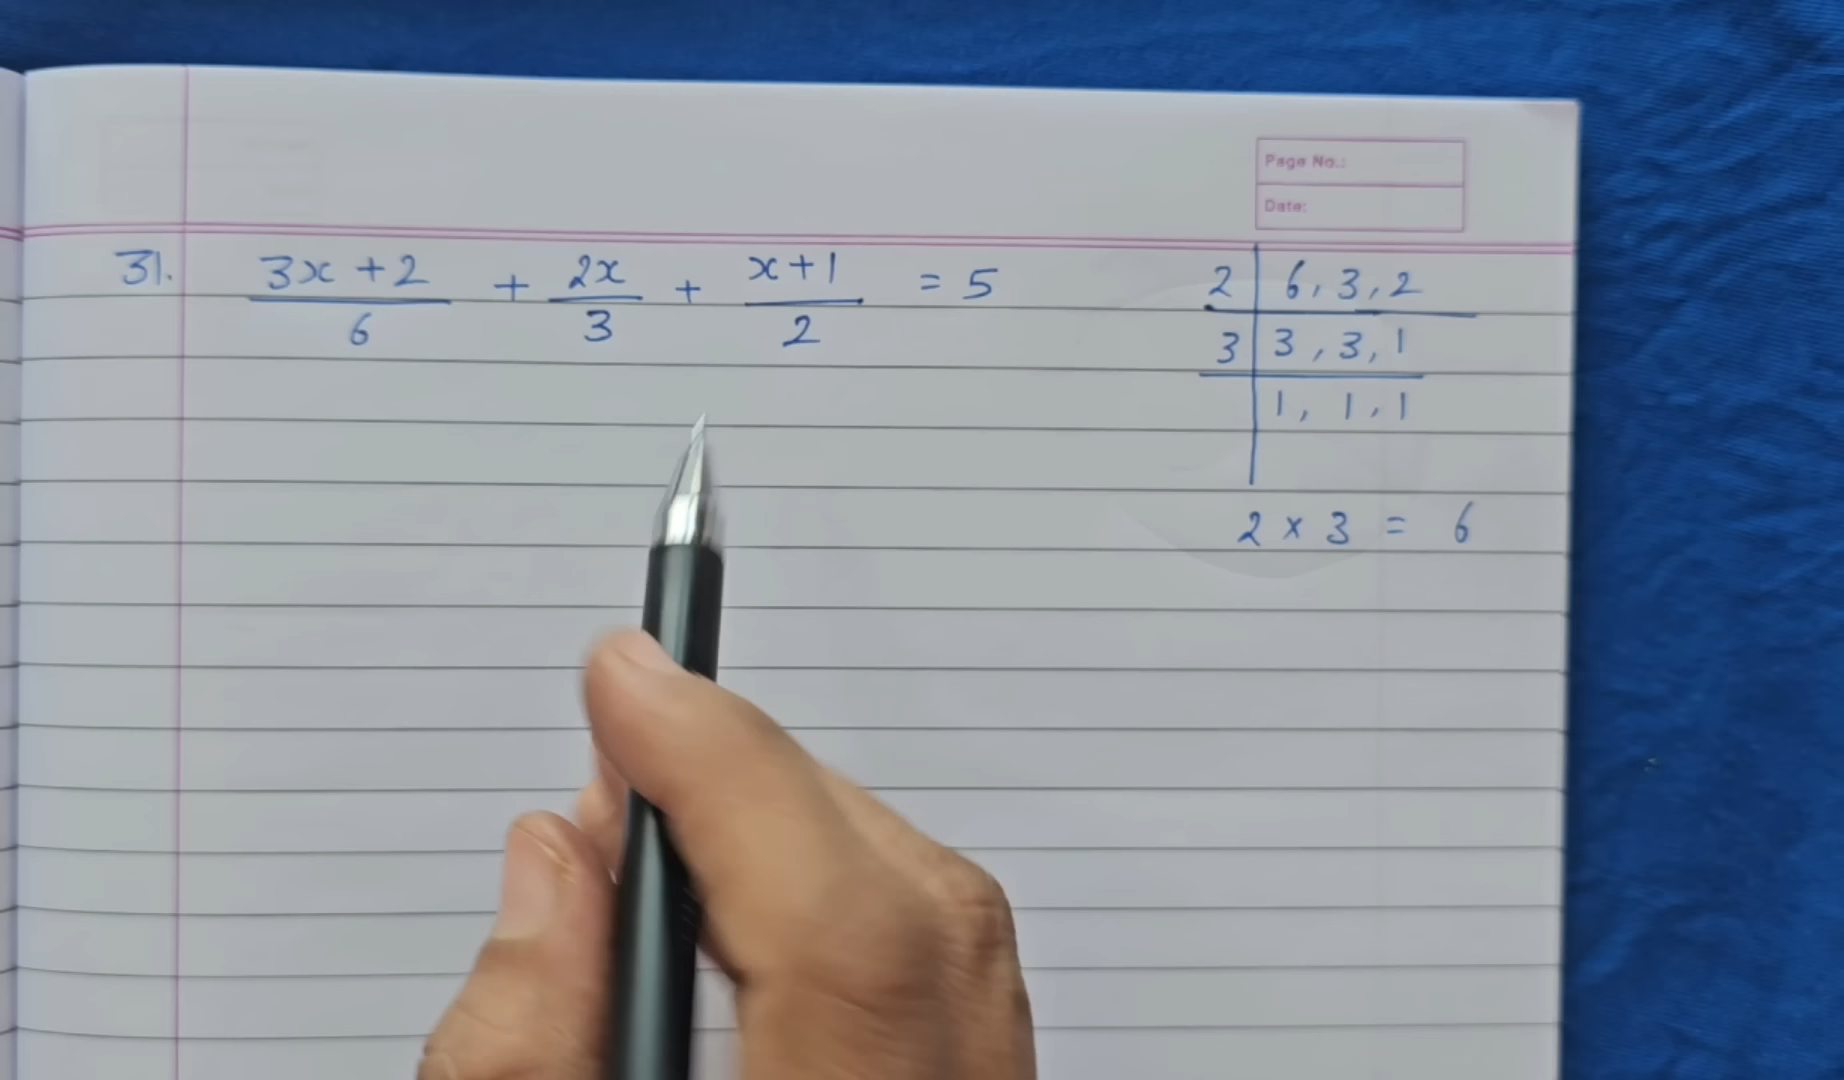 Page No.:
Date:
31. (3x + 2)/6 + 2x/3 + (x + 1)/2 = 5
2 | 6, 3, 2
3 | 3, 3, 1
| 1, 1, 1
2 × 3 = 6